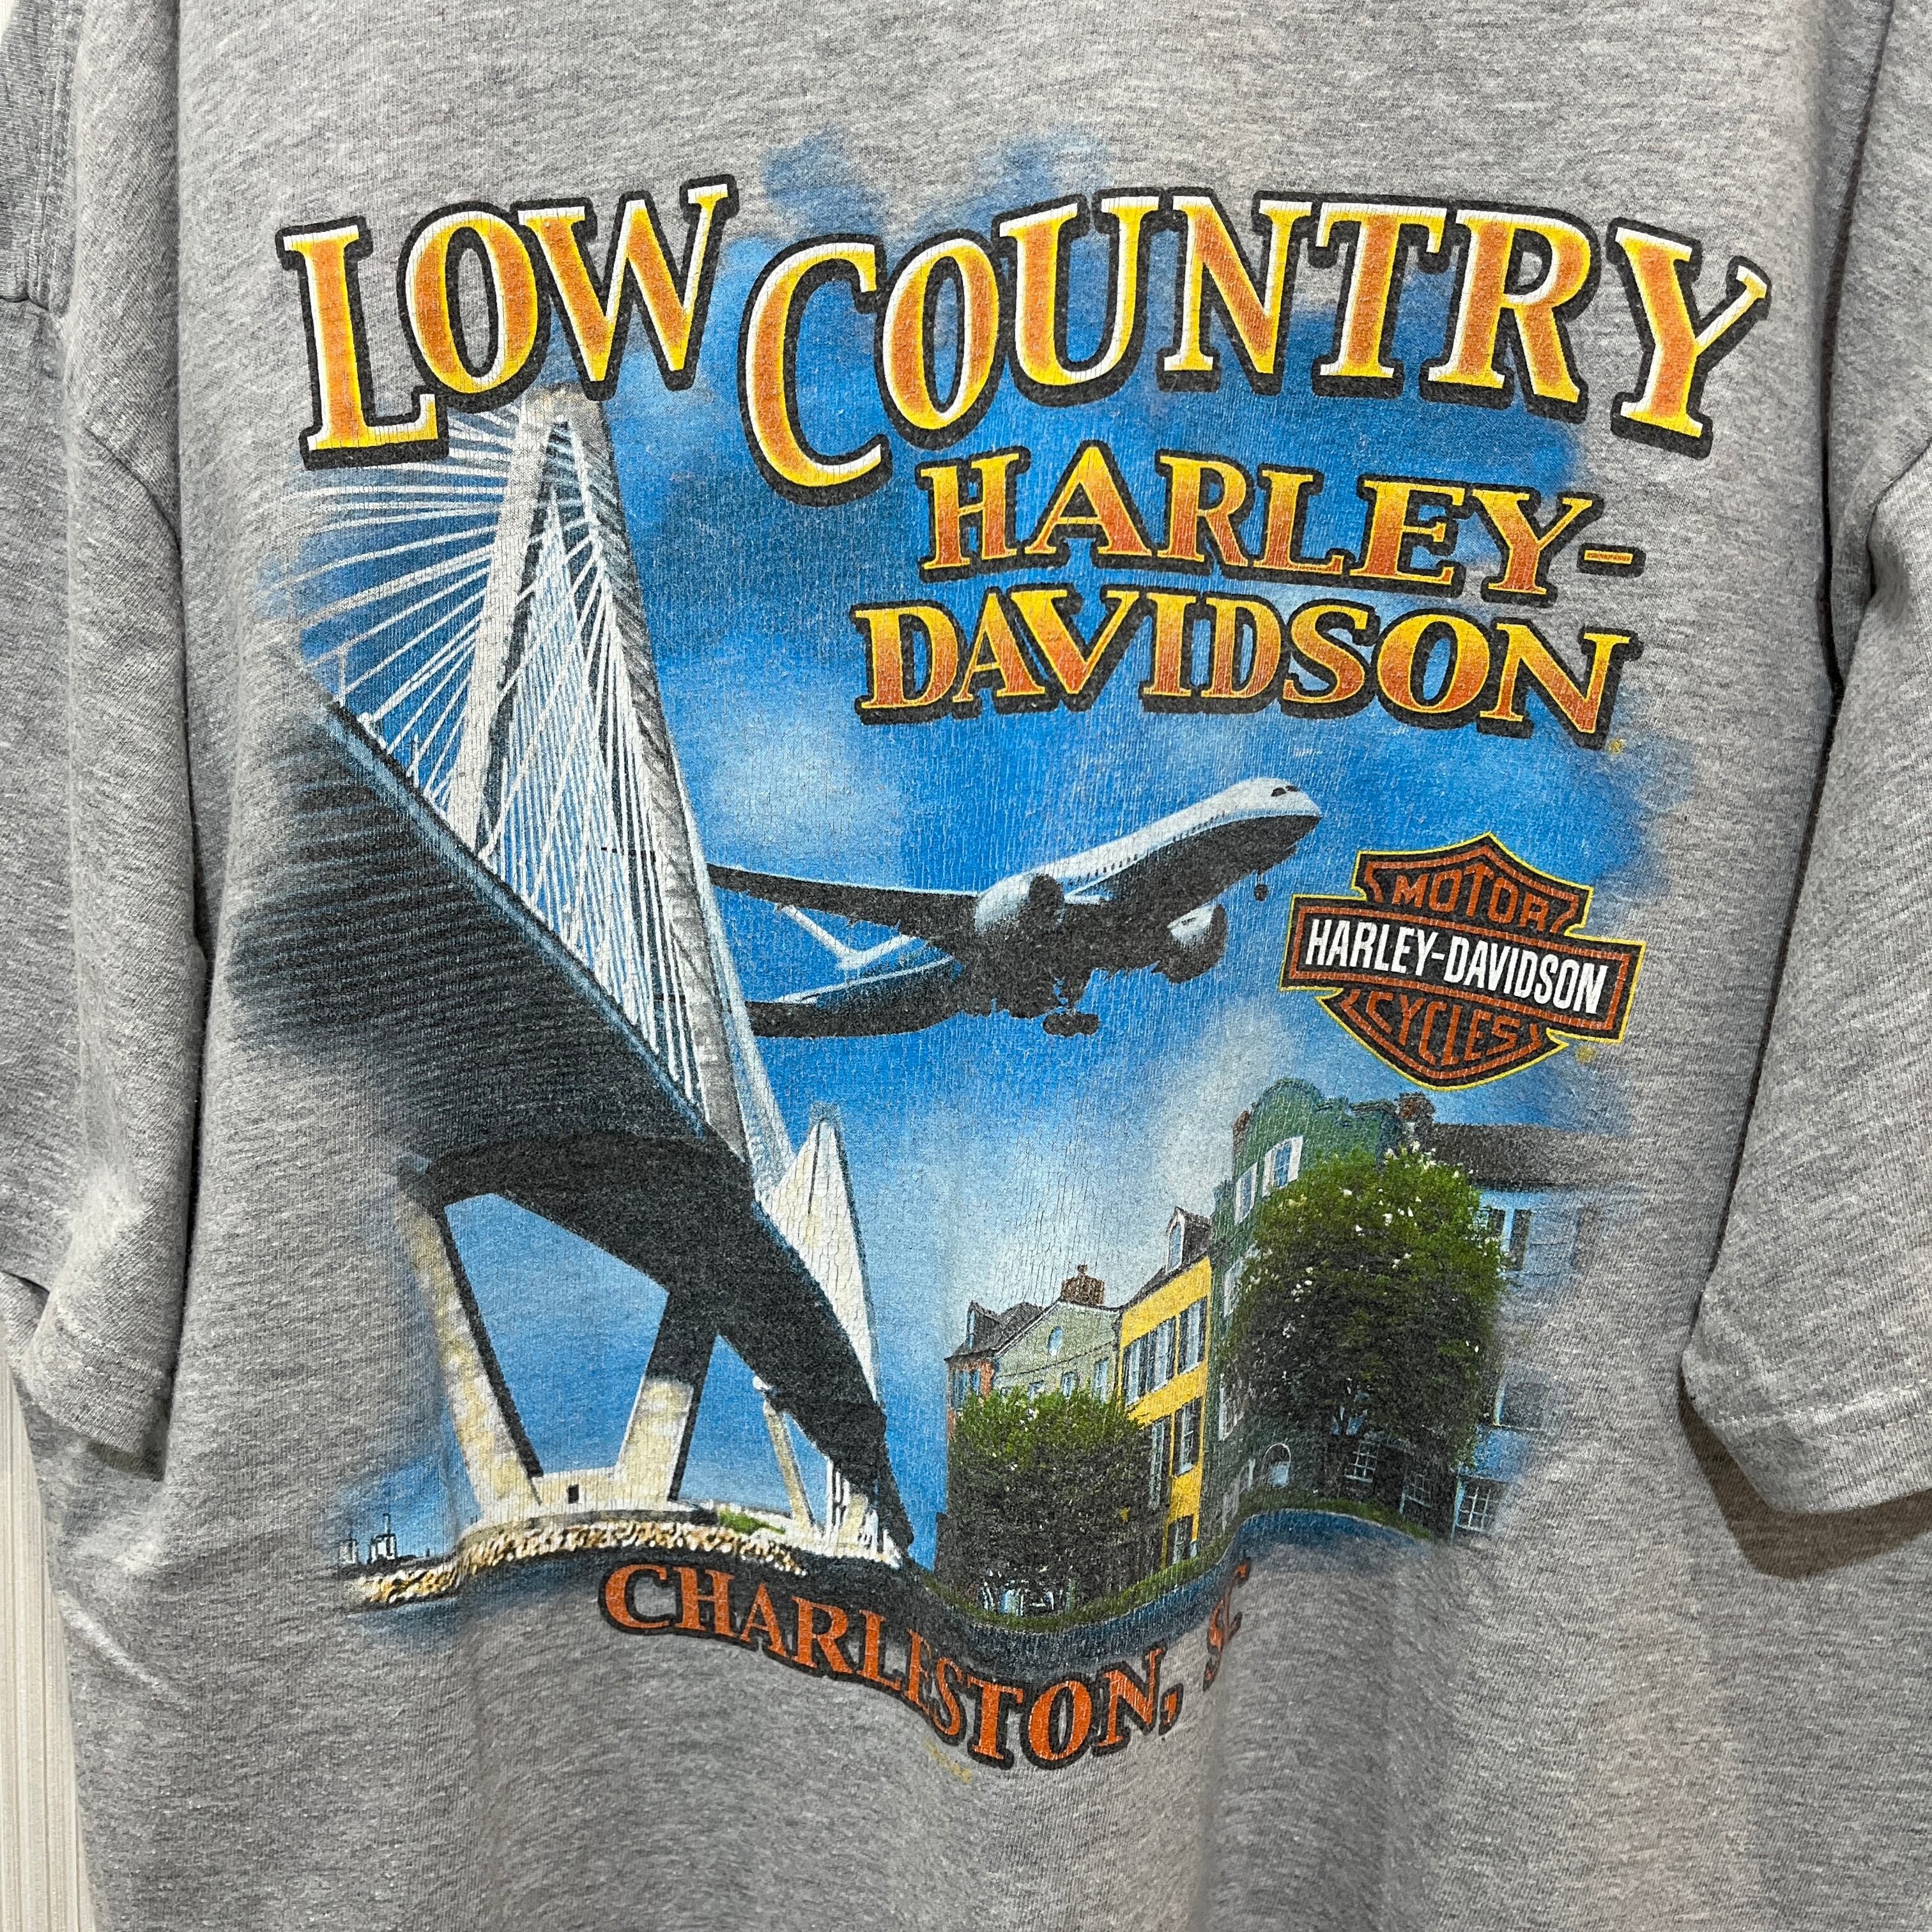 LOW COUNTRY
HARLEY-
DAVIDSON®
MOTOR
HARLEY-DAVIDSON
CYCLES
®
CHARLESTON, SC